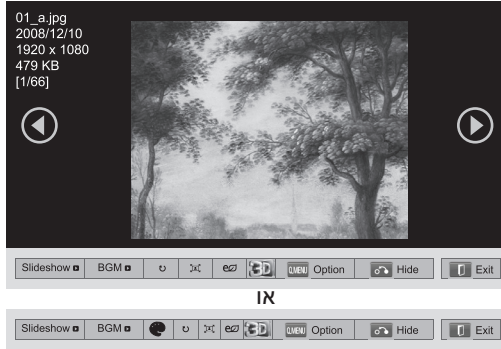 01_a.jpg
2008/12/10
1920 x 1080
479 KB
[1/66]
Slideshow BGM 3D Q.MENU Option Hide Exit
או
Slideshow BGM 3D Q.MENU Option Hide Exit